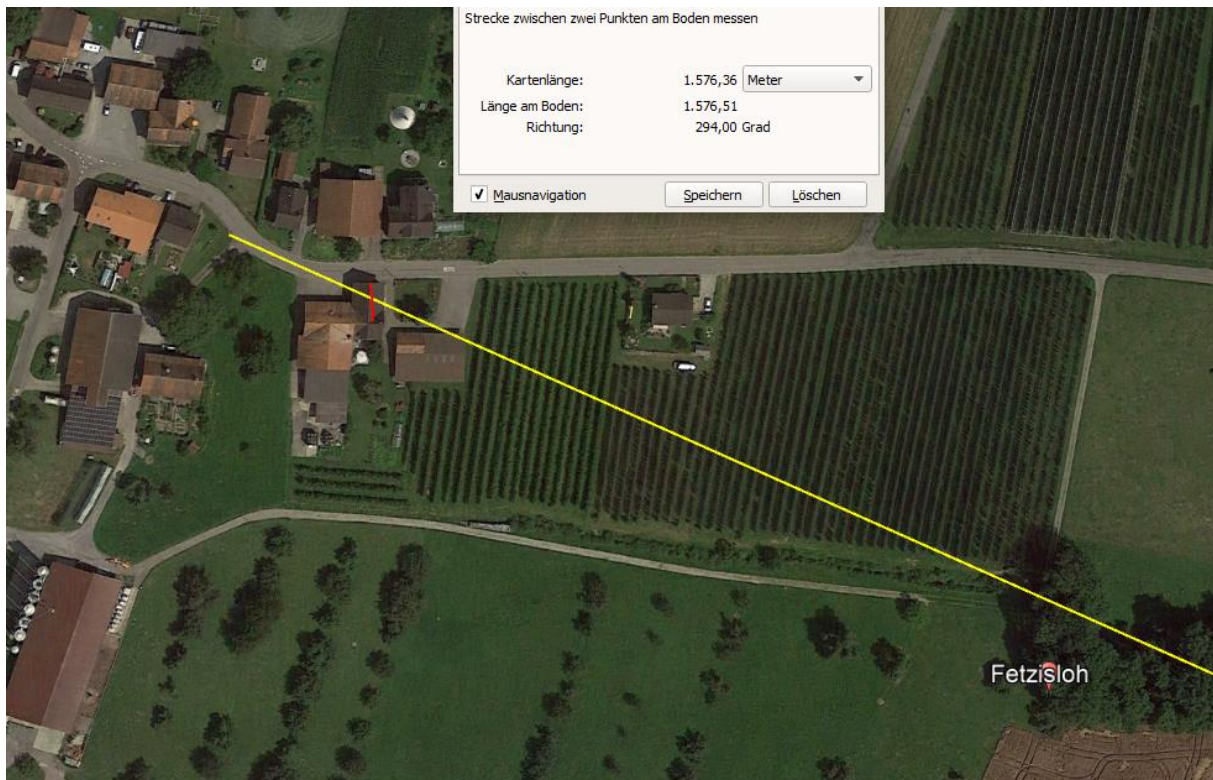 Strecke zwischen zwei Punkten am Boden messen
Kartenlänge: 1.576,36 Meter
Länge am Boden: 1.576,51
Richtung: 294,00 Grad
Mausnavigation Speichern Löschen
Fetzisloh